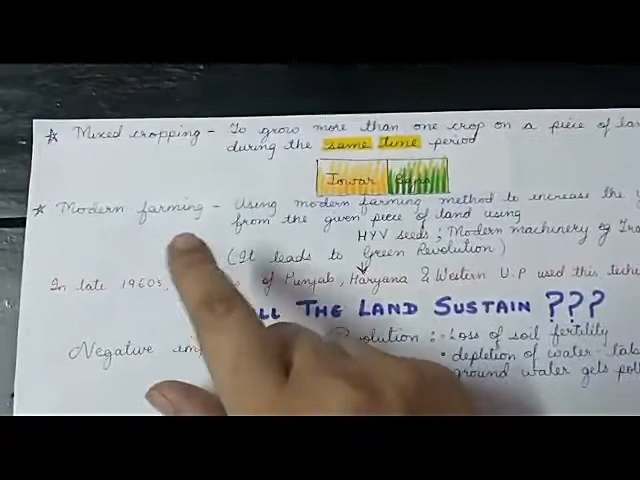 ☆ Mixed cropping - To grow more than one crop on a piece of
during the same time period
Jowar
☆ Modern farming - Using modern farming method to increase the
from the given piece of land using
HYV seeds; Modern machinery eg
(It leads to Green Revolution)
In late 1960s, of Punjab, Haryana & Western U.P used this
THE LAND SUSTAIN ???
Negative : · Loss of soil fertility
· depletion of water
ground water gets